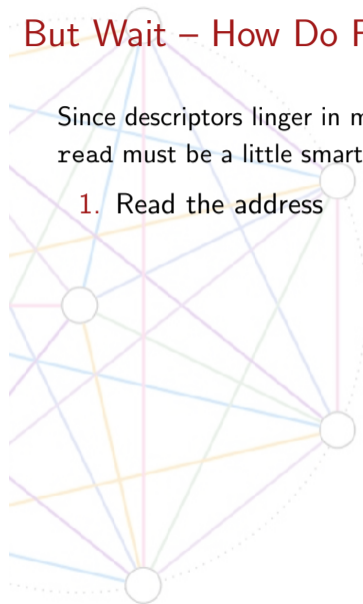 But Wait – How Do
Since descriptors linger in
read must be a little smart
1. Read the address